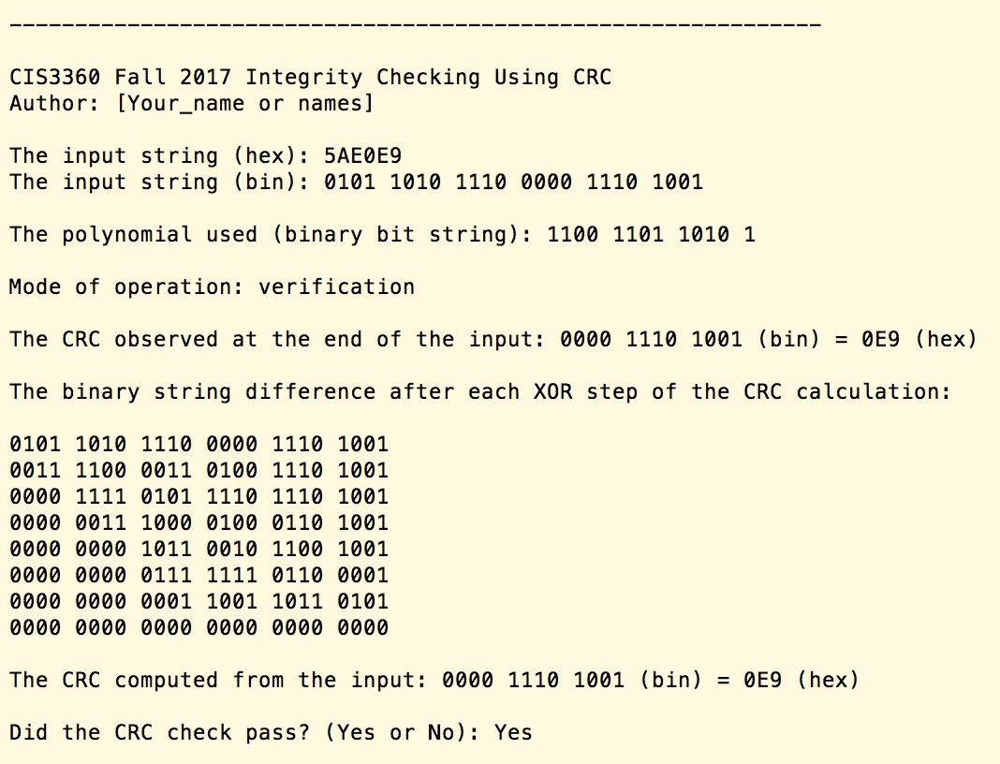 --------------------------------------------------------------
CIS3360 Fall 2017 Integrity Checking Using CRC
Author: [Your_name or names]
The input string (hex): 5AE0E9
The input string (bin): 0101 1010 1110 0000 1110 1001
The polynomial used (binary bit string): 1100 1101 1010 1
Mode of operation: verification
The CRC observed at the end of the input: 0000 1110 1001 (bin) = 0E9 (hex)
The binary string difference after each XOR step of the CRC calculation:
0101 1010 1110 0000 1110 1001
0011 1100 0011 0100 1110 1001
0000 1111 0101 1110 1110 1001
0000 0011 1000 0100 0110 1001
0000 0000 1011 0010 1100 1001
0000 0000 0111 1111 0110 0001
0000 0000 0001 1001 1011 0101
0000 0000 0000 0000 0000 0000
The CRC computed from the input: 0000 1110 1001 (bin) = 0E9 (hex)
Did the CRC check pass? (Yes or No): Yes